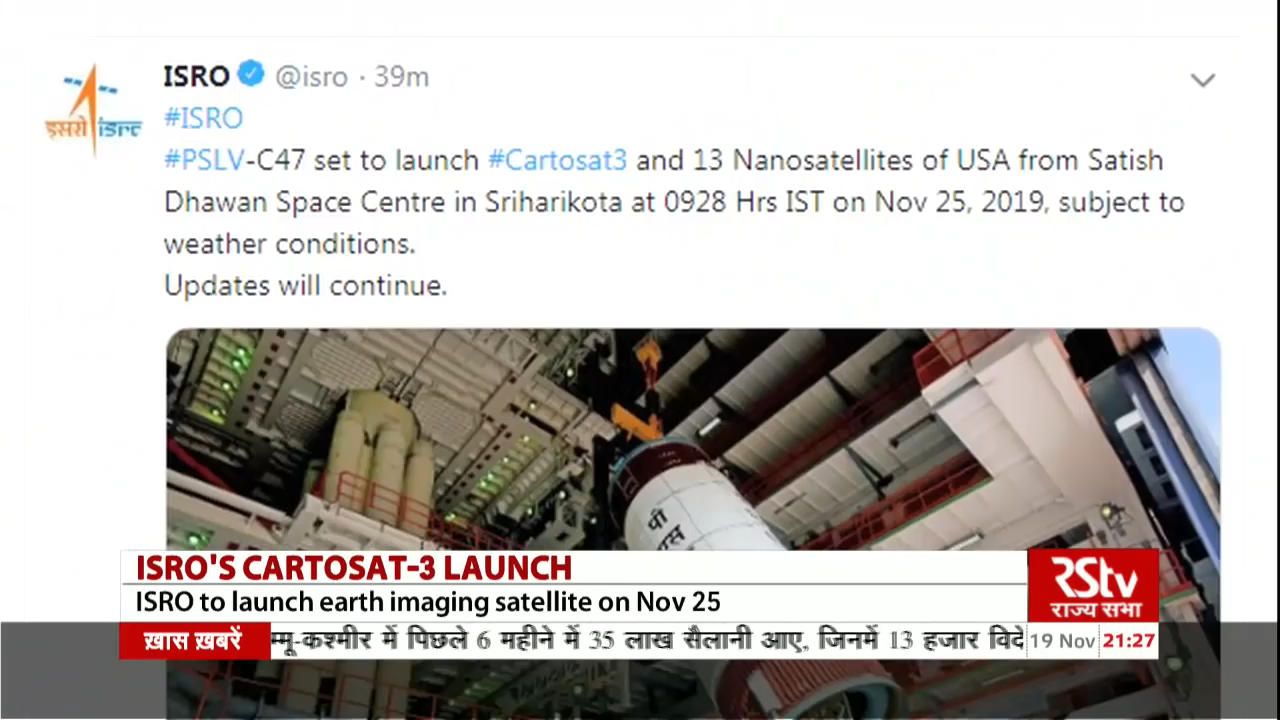 ISRO @isro · 39m
इसरो isro
#ISRO
#PSLV-C47 set to launch #Cartosat3 and 13 Nanosatellites of USA from Satish
Dhawan Space Centre in Sriharikota at 0928 Hrs IST on Nov 25, 2019, subject to
weather conditions.
Updates will continue.
पी
एस
ISRO'S CARTOSAT-3 LAUNCH
ISRO to launch earth imaging satellite on Nov 25
RStv
राज्य सभा
ख़ास ख़बरें
म्मू-कश्मीर में पिछले 6 महीने में 35 लाख सैलानी आए, जिनमें 13 हजार विदे
19 Nov 21:27